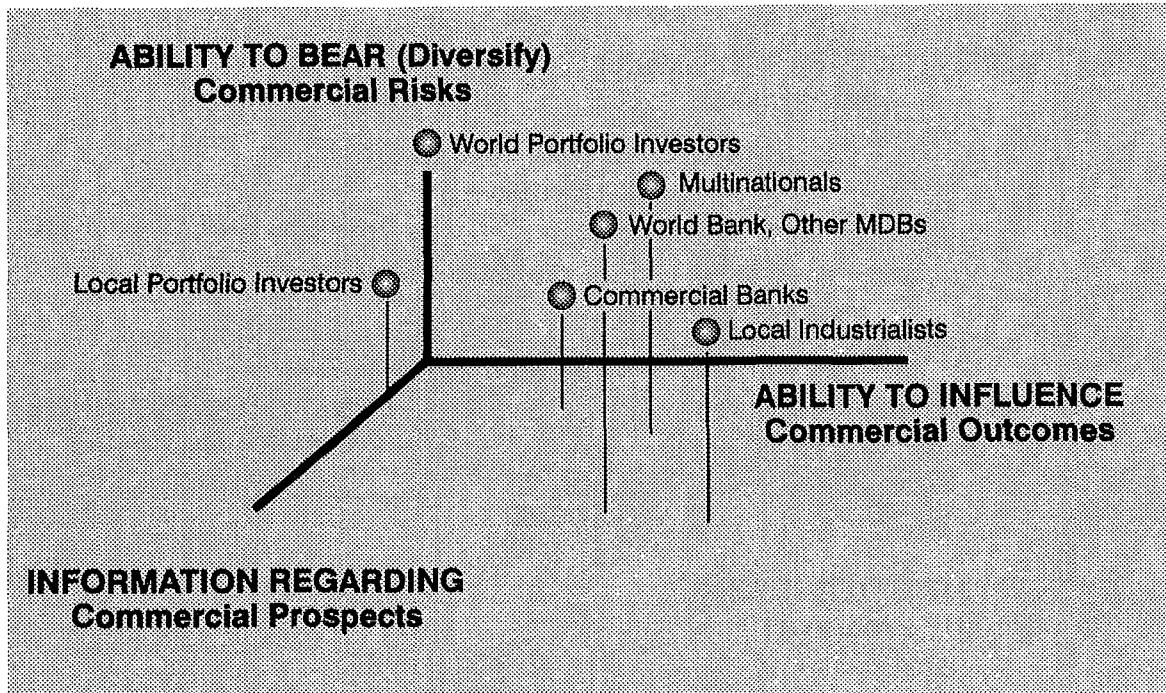 ABILITY TO BEAR (Diversify)
Commercial Risks
World Portfolio Investors
Multinationals
World Bank, Other MDBs
Local Portfolio Investors
Commercial Banks
Local Industrialists
ABILITY TO INFLUENCE
Commercial Outcomes
INFORMATION REGARDING
Commercial Prospects